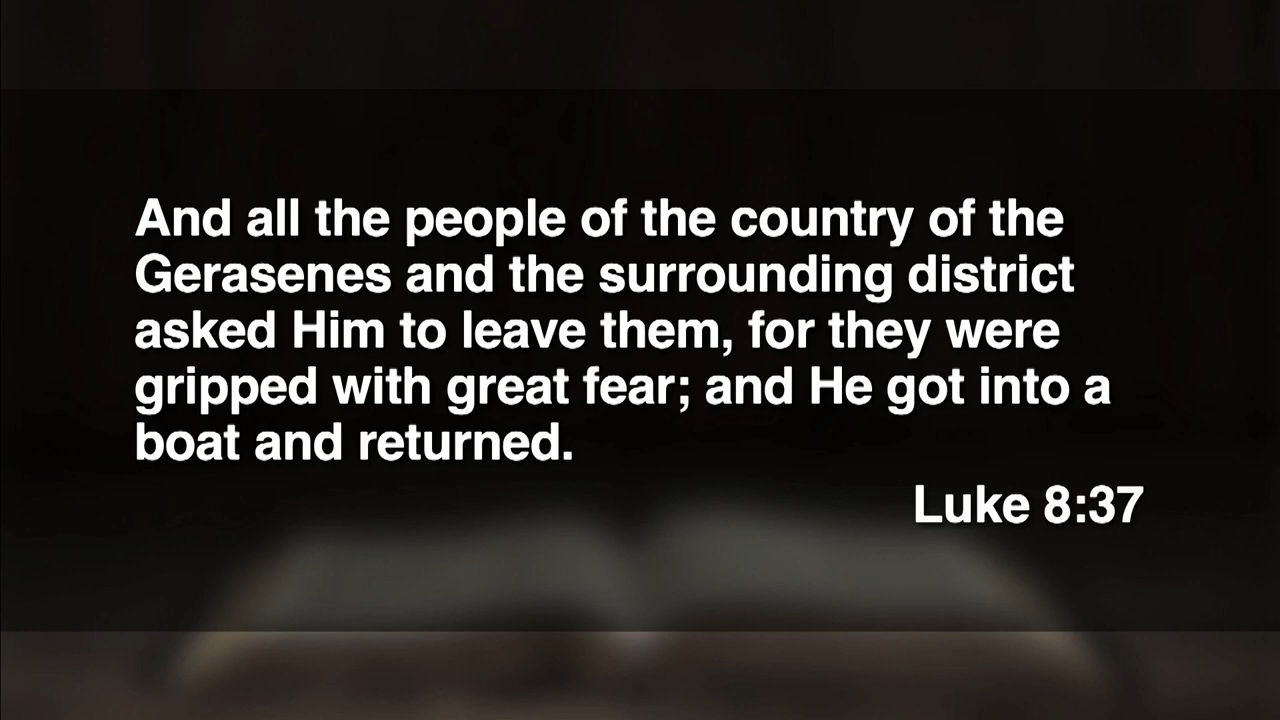 And all the people of the country of the
Gerasenes and the surrounding district
asked Him to leave them, for they were
gripped with great fear; and He got into a
boat and returned.
Luke 8:37